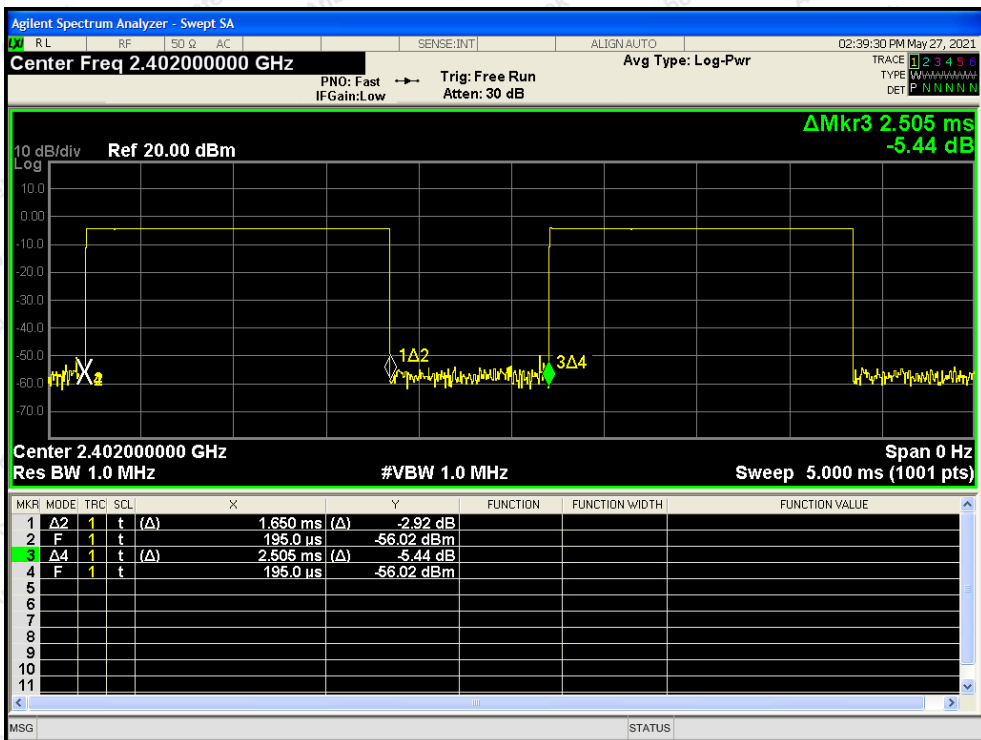 Agilent Spectrum Analyzer - Swept SA
LXI RL RF 50 Ω AC SENSE:INT ALIGN AUTO 02:39:30 PM May 27, 2021
Center Freq 2.402000000 GHz Avg Type: Log-Pwr TRACE 1 2 3 4 5 6
PNO: Fast Trig: Free Run TYPE WWWWWW
IFGain:Low Atten: 30 dB DET P N N N N N
ΔMkr3 2.505 ms
10 dB/div Ref 20.00 dBm -5.44 dB
Log
10.0
0.00
-10.0
-20.0
-30.0
-40.0
-50.0 1Δ2 3Δ4
-60.0
-70.0
Center 2.402000000 GHz Span 0 Hz
Res BW 1.0 MHz #VBW 1.0 MHz Sweep 5.000 ms (1001 pts)
MKR MODE TRC SCL X Y FUNCTION FUNCTION WIDTH FUNCTION VALUE
1 Δ2 1 t (Δ) 1.650 ms (Δ) -2.92 dB
2 F 1 t 195.0 µs -56.02 dBm
3 Δ4 1 t (Δ) 2.505 ms (Δ) -5.44 dB
4 F 1 t 195.0 µs -56.02 dBm
5
6
7
8
9
10
11
MSG STATUS